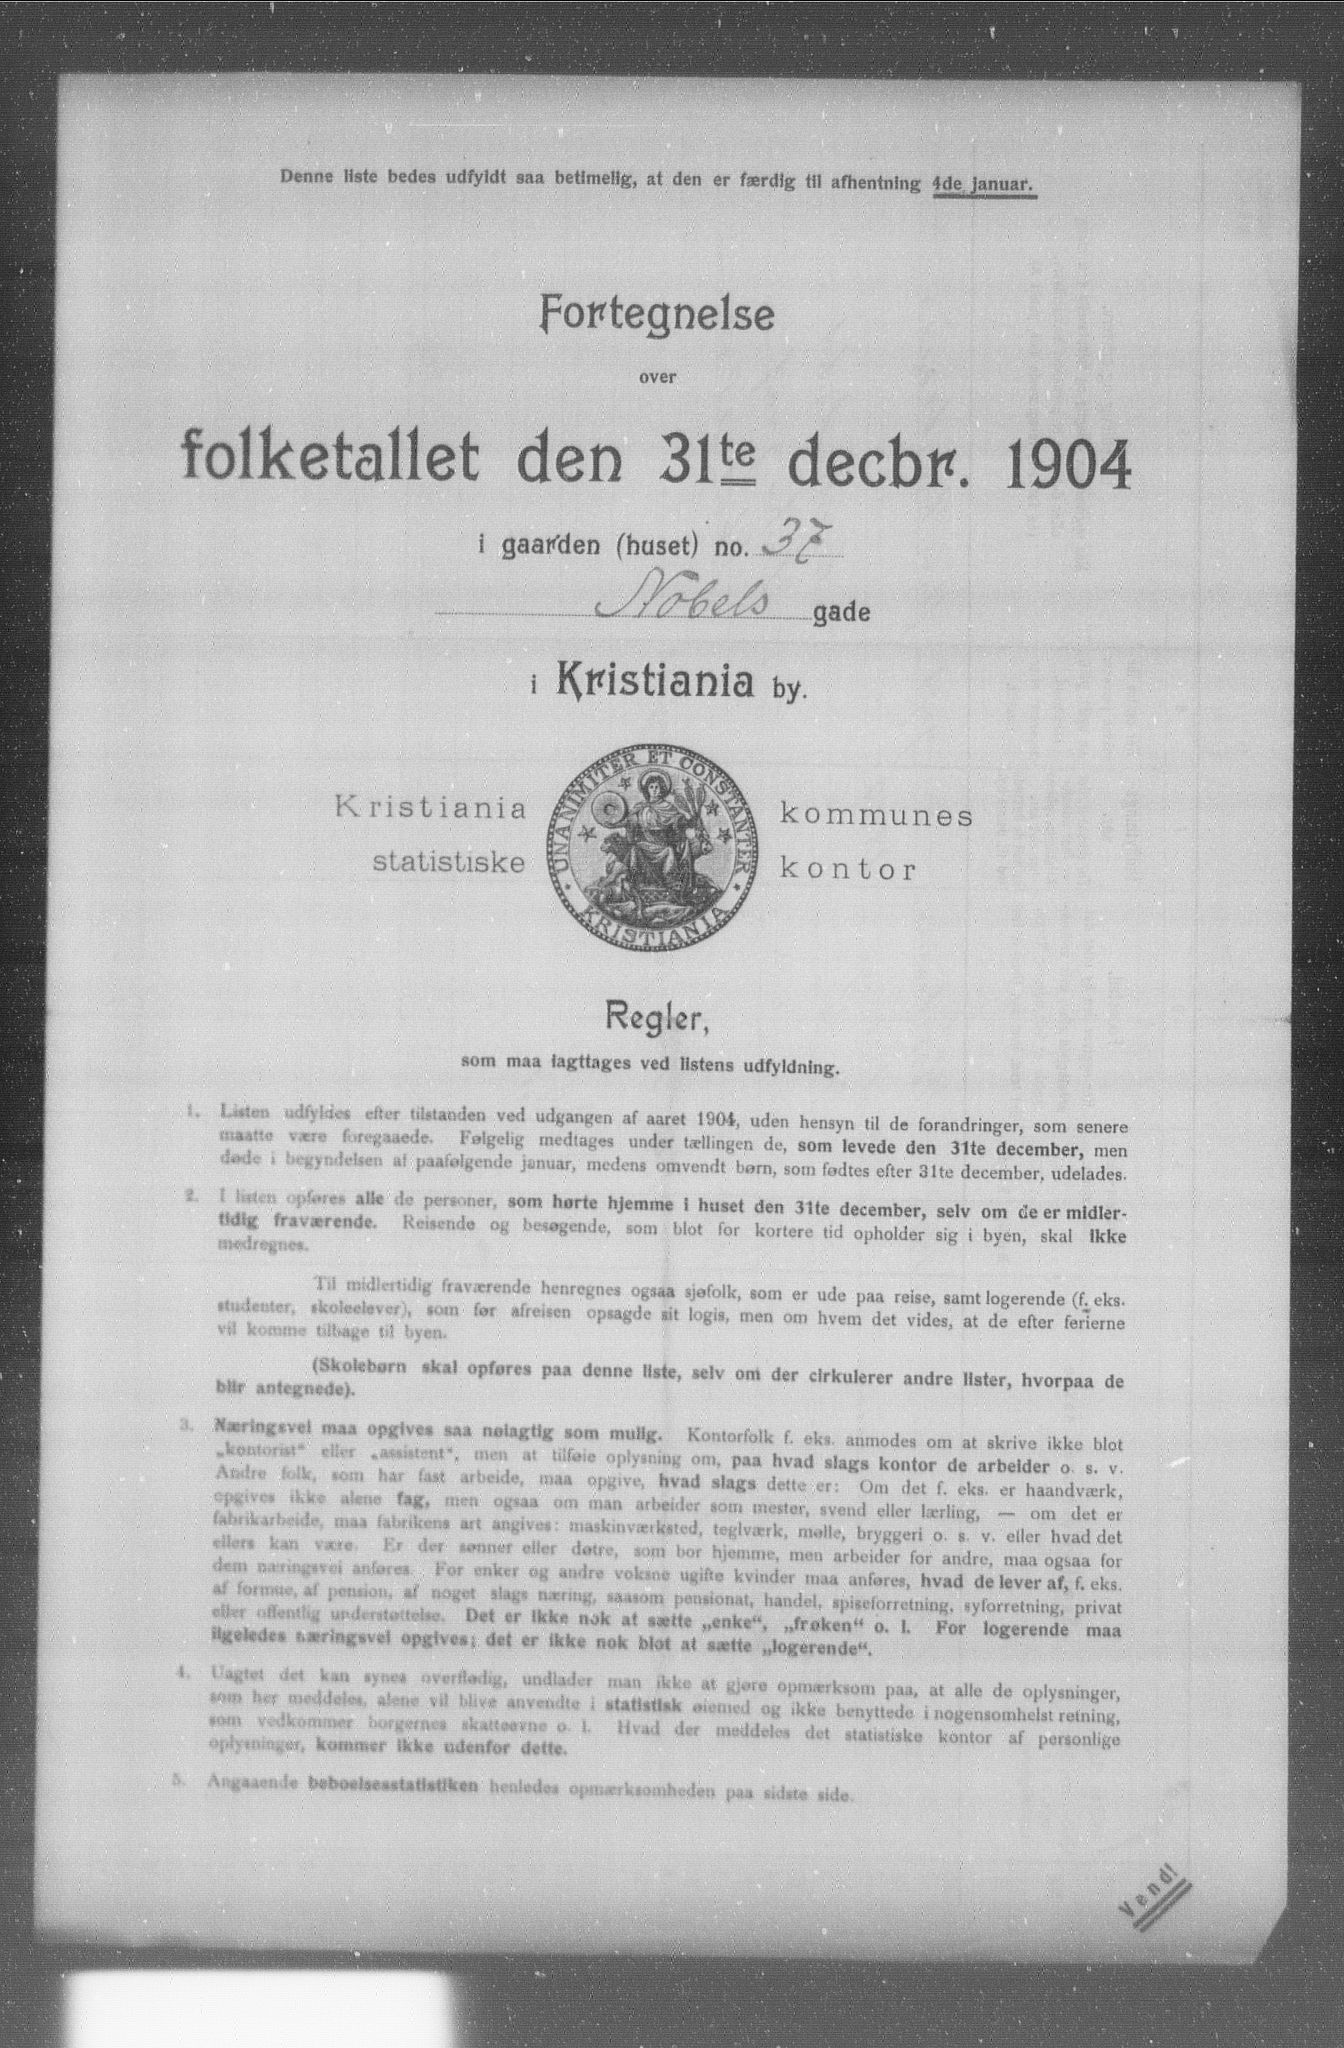 Denne liste bedes udfyldt saa betimelig, at den er færdig til afhentning 4de januar.
Fortegnelse
over
folketallet den 31te decbr. 1904
i gaarden (huset) no. 37
Nobels gade
i Kristiania by.
Kristiania kommunes
statistiske kontor
UNANIMITER ET CONSTANTER
KRISTIANIA
Regler,
som maa iagttages ved listens udfyldning.
1. Listen udfyldes efter tilstanden ved udgangen af aaret 1904, uden hensyn til de forandringer, som senere
maatte være foregaaede. Følgelig medtages under tællingen de, som levede den 31te december, men
døde i begyndelsen af paafølgende januar, medens omvendt børn, som fødtes efter 31te december, udelades.
2. I listen opføres alle de personer, som hørte hjemme i huset den 31te december, selv om de er midler-
tidig fraværende. Reisende og besøgende, som blot for kortere tid opholder sig i byen, skal ikke
medregnes.
Til midlertidig fraværende henregnes ogsaa sjøfolk, som er ude paa reise, samt logerende (f. eks.
studenter, skoleelever), som før afreisen opsagde sit logis, men om hvem det vides, at de efter ferierne
vil komme tilbage til byen.
(Skolebørn skal opføres paa denne liste, selv om der cirkulerer andre lister, hvorpaa de
blir antegnede).
3. Næringsvei maa opgives saa nøiagtig som mulig. Kontorfolk f. eks. anmodes om at skrive ikke blot
„kontorist“ eller „assistent“, men at tilføie oplysning om, paa hvad slags kontor de arbeider o. s. v.
Andre folk, som har fast arbeide, maa opgive, hvad slags dette er: Om det f. eks. er haandværk,
opgives ikke alene fag, men ogsaa om man arbeider som mester, svend eller lærling, — om det er
fabrikarbeide, maa fabrikens art angives: maskinværksted, teglværk, mølle, bryggeri o. s. v. eller hvad det
ellers kan være. Er der sønner eller døtre, som bor hjemme, men arbeider for andre, maa ogsaa for
dem næringsvei anføres. For enker og andre voksne ugifte kvinder maa anføres, hvad de lever af, f. eks.
af formue, af pension, af noget slags næring, saasom pensionat, handel, spiseforretning, syforretning, privat
eller offentlig understøttelse. Det er ikke nok at sætte „enke“, „frøken“ o. l. For logerende maa
ligeledes næringsvei opgives; det er ikke nok blot at sætte „logerende“.
4. Uagtet det kan synes overflødig, undlader man ikke at gjøre opmærksom paa, at alle de oplysninger,
som her meddeles, alene vil blive anvendte i statistisk øiemed og ikke benyttede i nogensomhelst retning,
som vedkommer borgernes skatteevne o. l. Hvad der meddeles det statistiske kontor af personlige
oplysninger, kommer ikke udenfor dette.
5. Angaaende beboelsesstatistiken henledes opmærksomheden paa sidste side.
Vend!